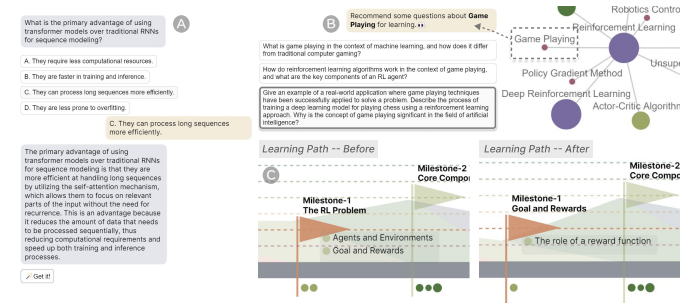 What is the primary advantage of using
transformer models over traditional RNNs
for sequence modeling?
A
A. They require less computational resources.
B. They are faster in training and inference.
C. They can process long sequences more efficiently.
D. They are less prone to overfitting.
C. They can process long sequences
more efficiently.
The primary advantage of using
transformer models over traditional RNNs
for sequence modeling is that they are
more efficient at handling long sequences
by utilizing the self-attention mechanism,
which allows them to focus on relevant
parts of the input without the need for
recurrence. This is an advantage because
it reduces the amount of data that needs
to be processed sequentially, thus
reducing computational requirements and
speed up both training and inference
processes.
Get it!
B
Recommend some questions about Game
Playing for learning.
What is game playing in the context of machine learning, and how does it differ
from traditional computer gaming?
How do reinforcement learning algorithms work in the context of game playing,
and what are the key components of an RL agent?
Give an example of a real-world application where game playing techniques
have been successfully applied to solve a problem. Describe the process of
training a deep learning model for playing chess using a reinforcement learning
approach. Why is the concept of game playing significant in the field of artificial
intelligence?
Robotics Contro
Reinforcement Learning
Game Playing
Unsupe
Policy Gradient Method
Deep Reinforcement Learning
Actor-Critic Algorithm
Learning Path -- Before
C
Milestone-2
Core Compo
Milestone-1
The RL Problem
Agents and Environments
Goal and Rewards
Learning Path -- After
Milestone-2
Core Compo
Milestone-1
Goal and Rewards
The role of a reward function